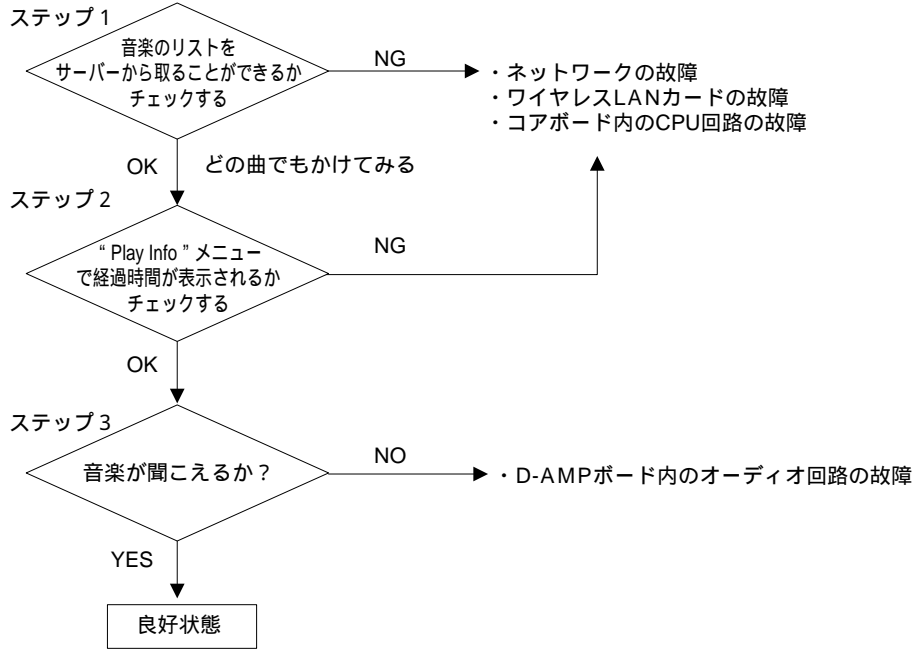 ステップ1
音楽のリストを
サーバーから取ることができるか
チェックする
NG
・ネットワークの故障
・ワイヤレスLANカードの故障
・コアボード内のCPU回路の故障
OK
どの曲でもかけてみる
ステップ2
“Play Info”メニュー
で経過時間が表示されるか
チェックする
NG
OK
ステップ3
音楽が聞こえるか？
NO
・D-AMPボード内のオーディオ回路の故障
YES
良好状態